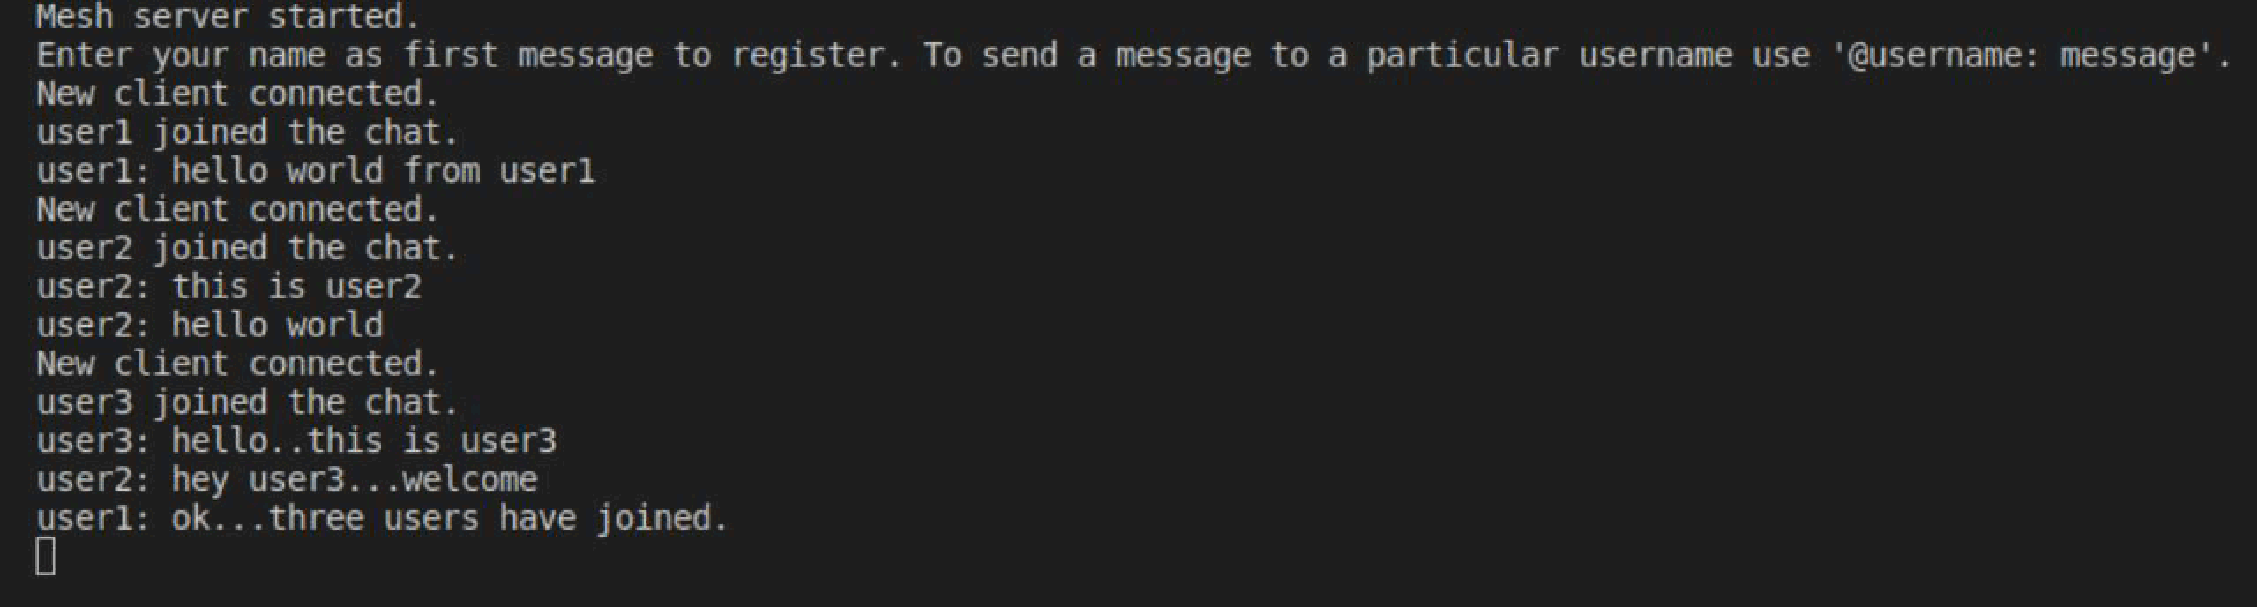 Mesh server started.
Enter your name as first message to register. To send a message to a particular username use '@username: message'.
New client connected.
user1 joined the chat.
user1: hello world from user1
New client connected.
user2 joined the chat.
user2: this is user2
user2: hello world
New client connected.
user3 joined the chat.
user3: hello..this is user3
user2: hey user3...welcome
user1: ok...three users have joined.